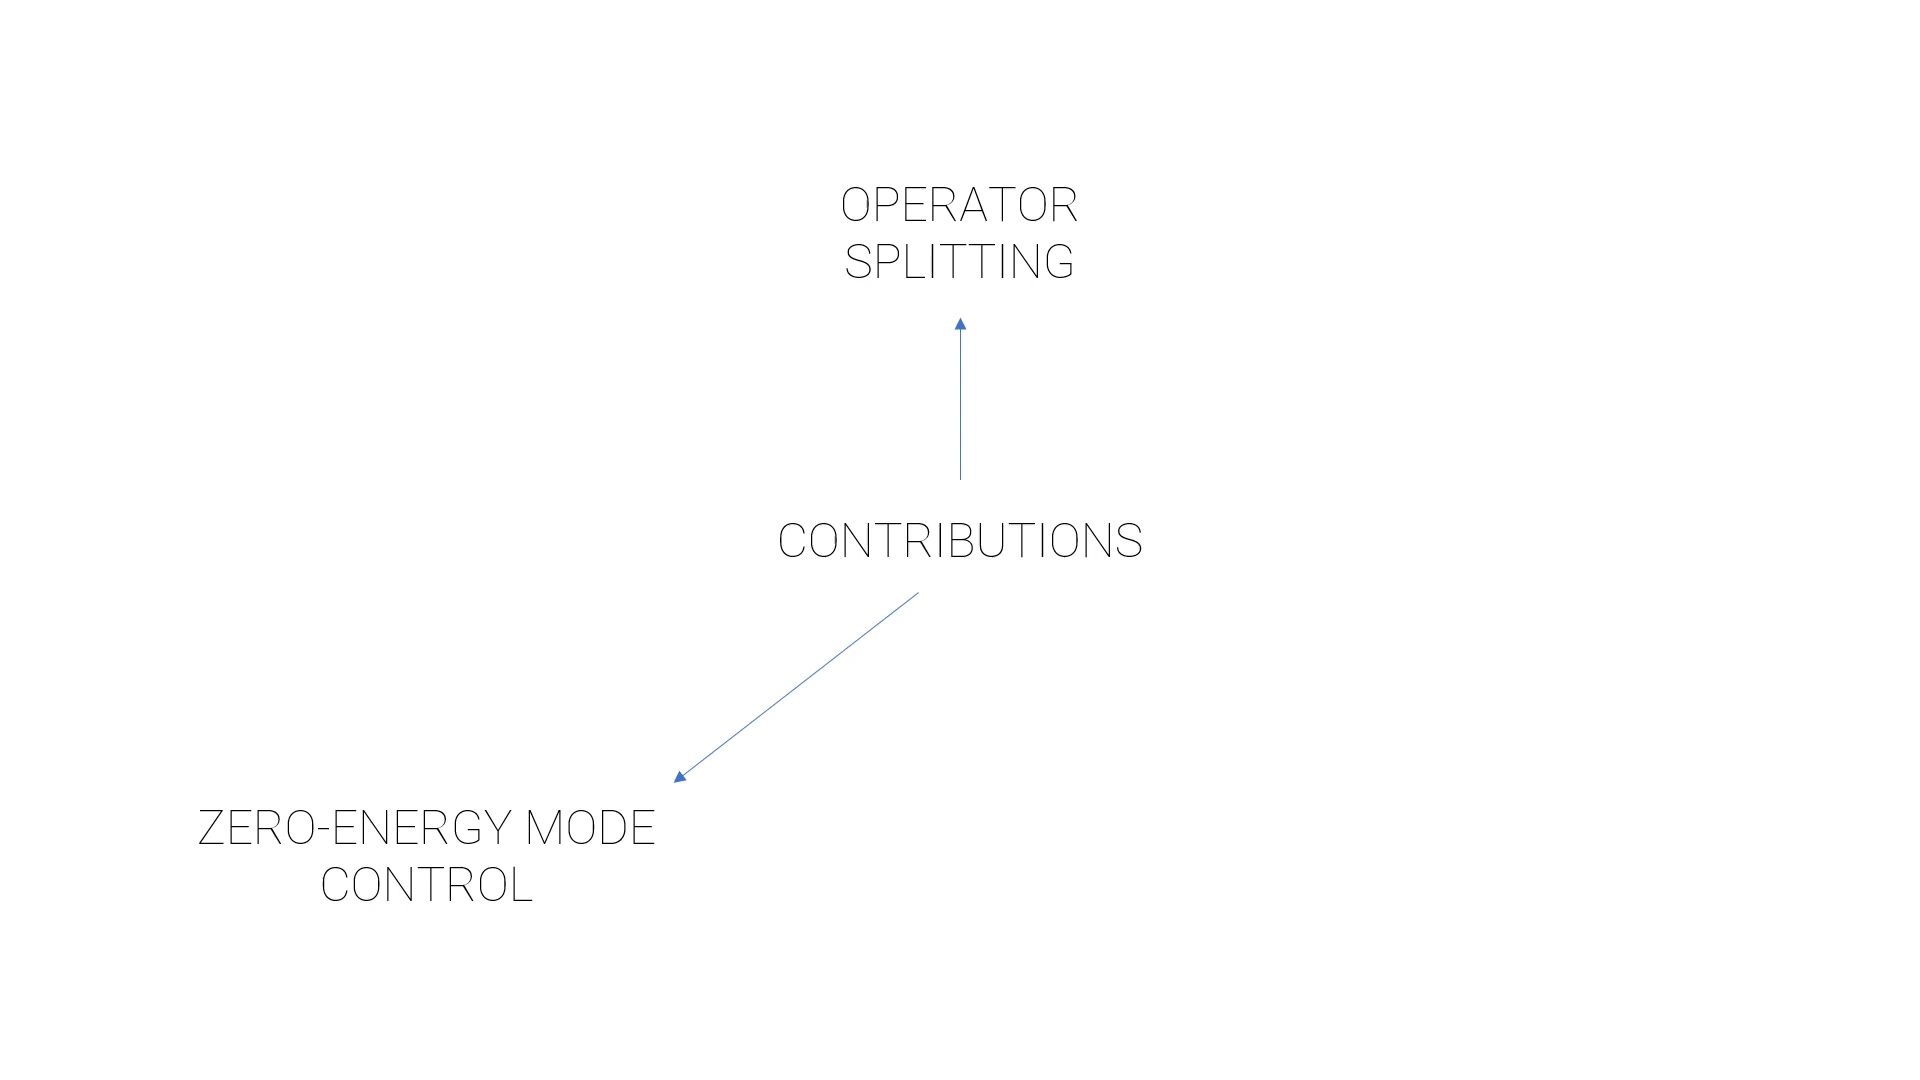 OPERATOR
SPLITTING
CONTRIBUTIONS
ZERO-ENERGY MODE
CONTROL